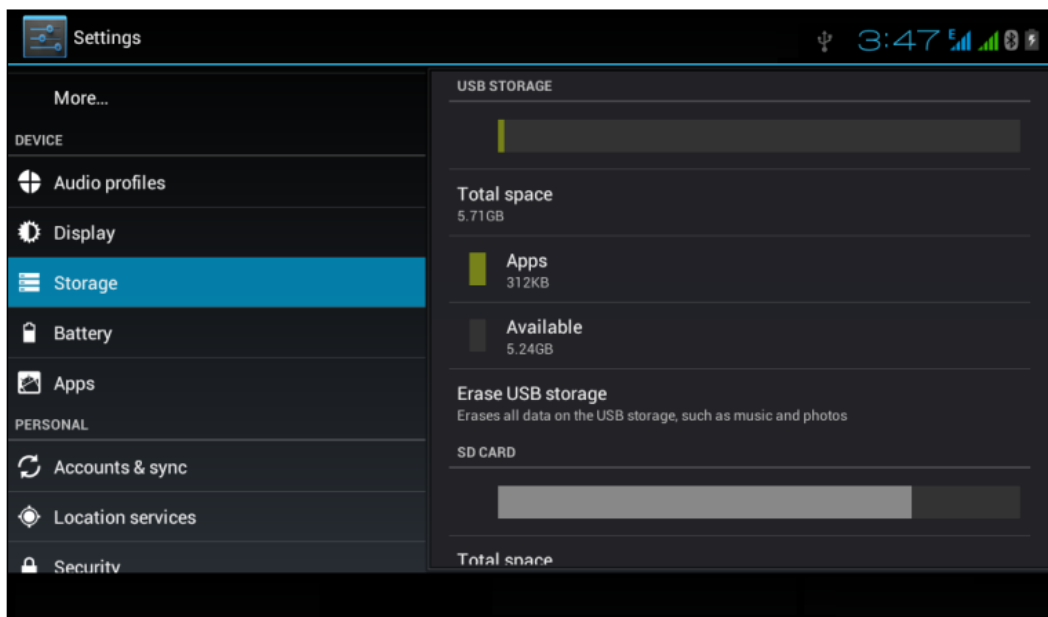 Settings
3:47
E
More...
DEVICE
Audio profiles
Display
Storage
Battery
Apps
PERSONAL
Accounts & sync
Location services
Security
USB STORAGE
Total space
5.71GB
Apps
312KB
Available
5.24GB
Erase USB storage
Erases all data on the USB storage, such as music and photos
SD CARD
Total space